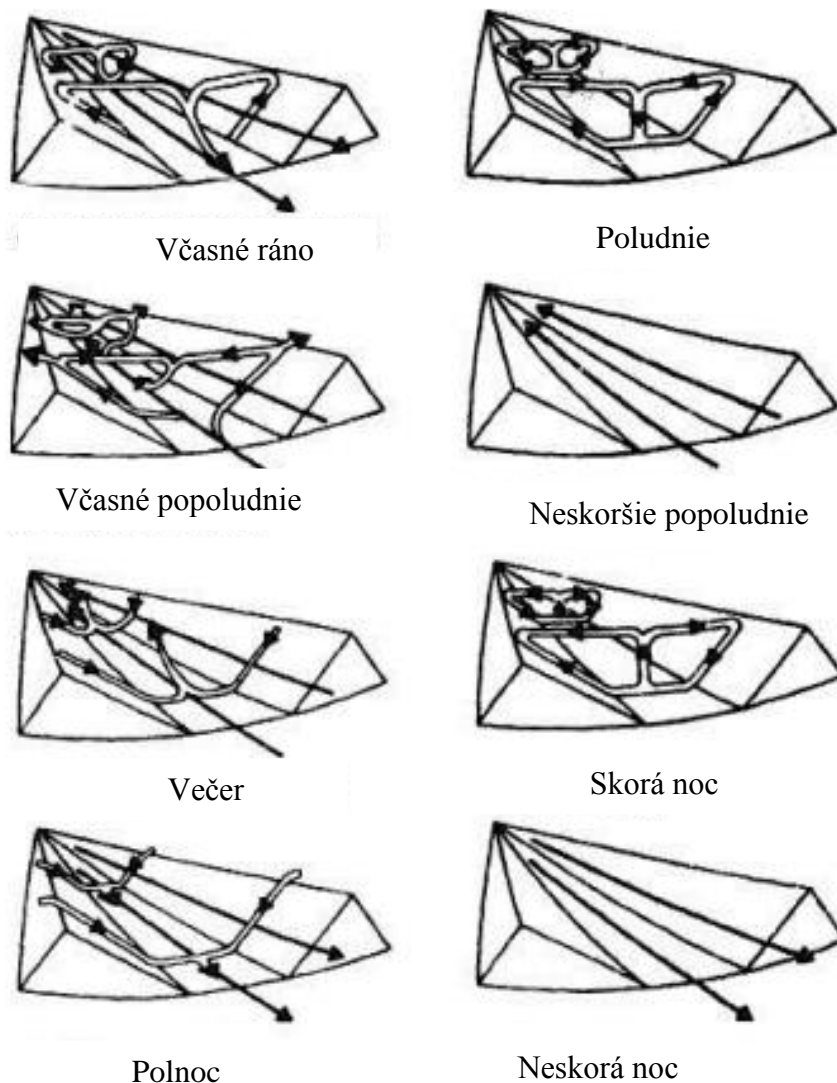 Včasné ráno
Poludnie
Včasné popoludnie
Neskoršie popoludnie
Večer
Skorá noc
Polnoc
Neskorá noc